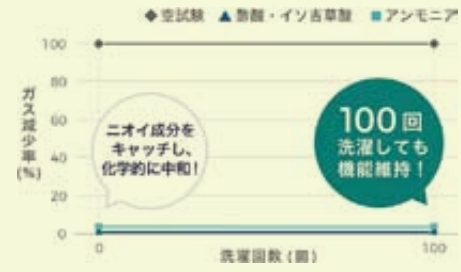 ◆空試験 ▲酢酸・イソ吉草酸 ■アンモニア
ガス減少率(%)
100
80
60
40
20
0
ニオイ成分を
キャッチし、
化学的に中和!
100回
洗濯しても
機能維持!
0
100
洗濯回数(回)